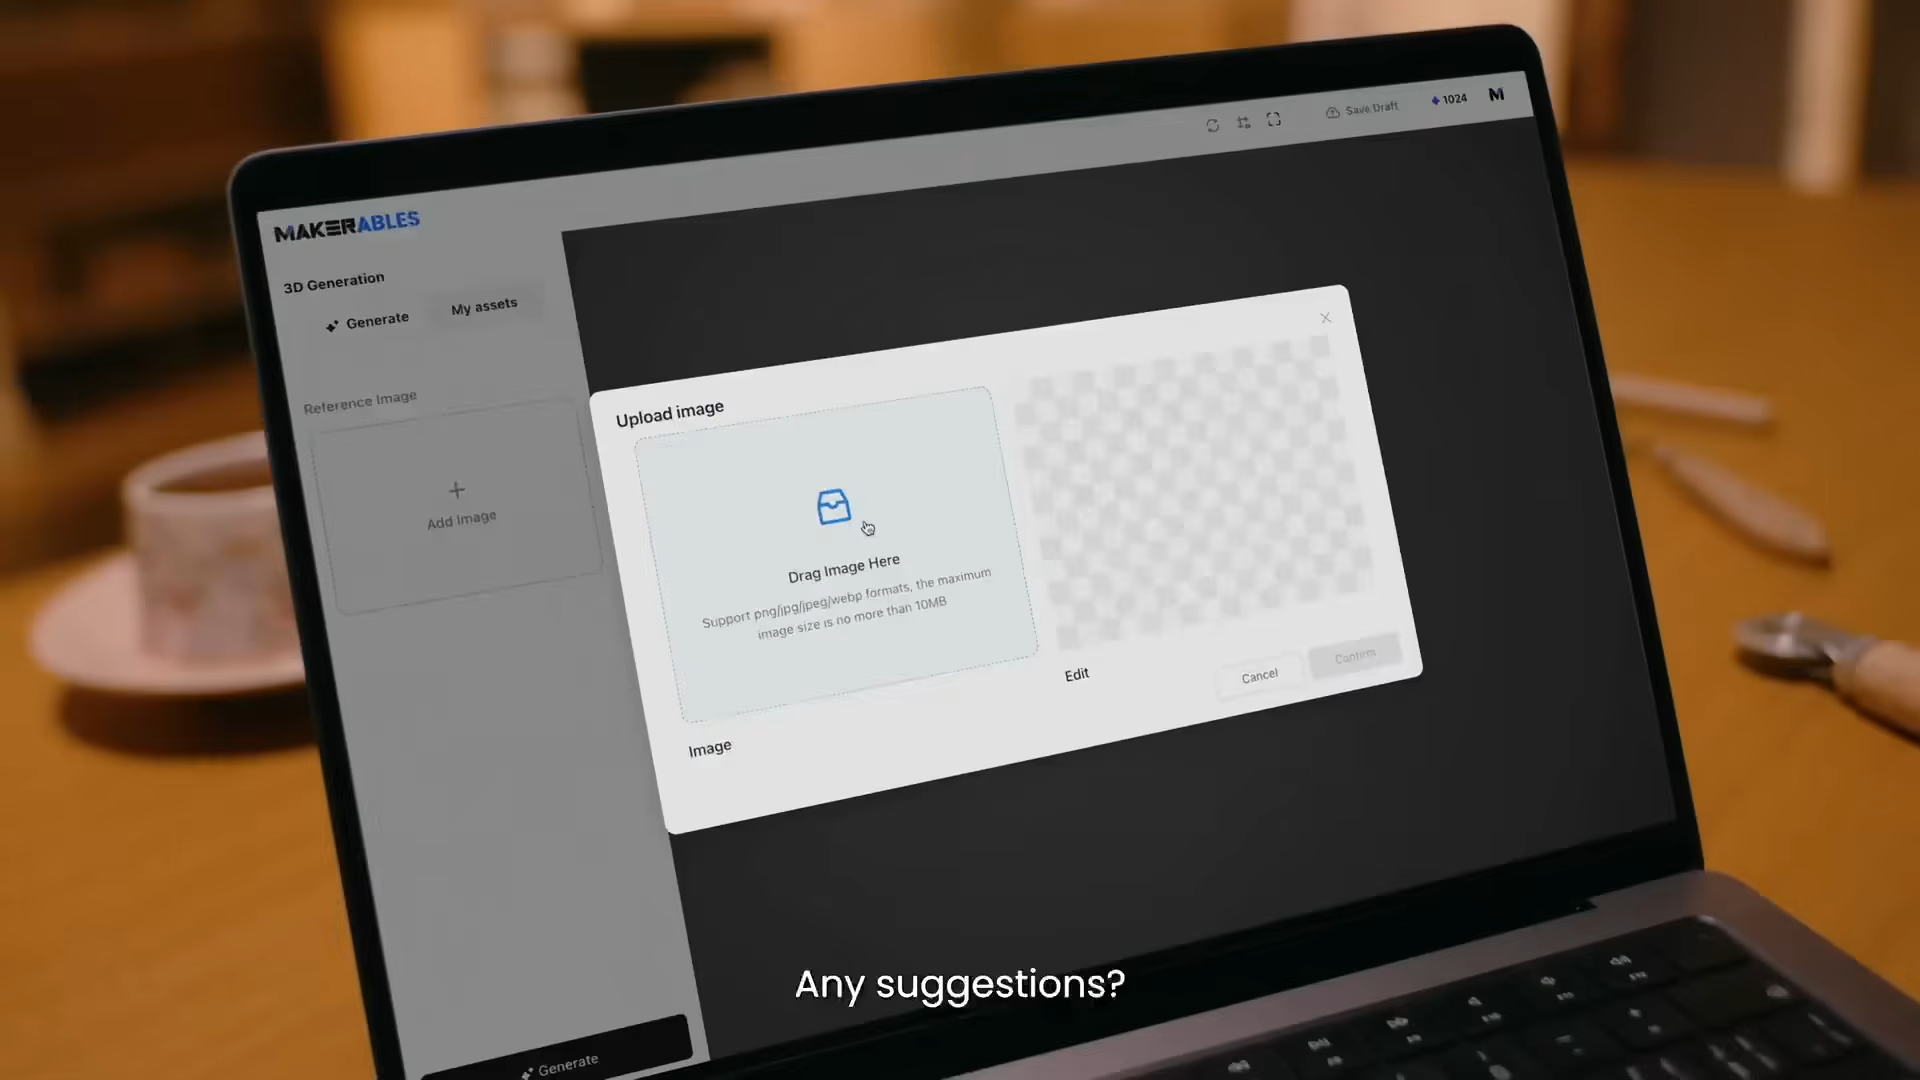 Save Draft
1024
M
MAKERABLES
3D Generation
Generate
My assets
Reference Image
Add Image
Upload image
Drag Image Here
Support png/jpg/jpeg/webp formats, the maximum
image size is no more than 10MB
Edit
Cancel
Confirm
Image
Generate
Any suggestions?